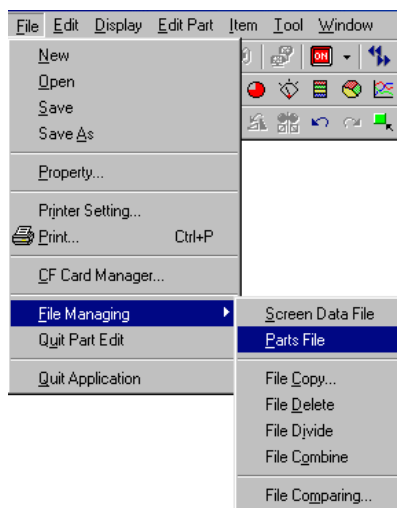 File Edit Display Edit Part Item Tool Window
ON
New
Open
Save
Save As
Property...
Printer Setting...
Print... Ctrl+P
CF Card Manager...
File Managing
Quit Part Edit
Quit Application
Screen Data File
Parts File
File Copy...
File Delete
File Divide
File Combine
File Comparing...